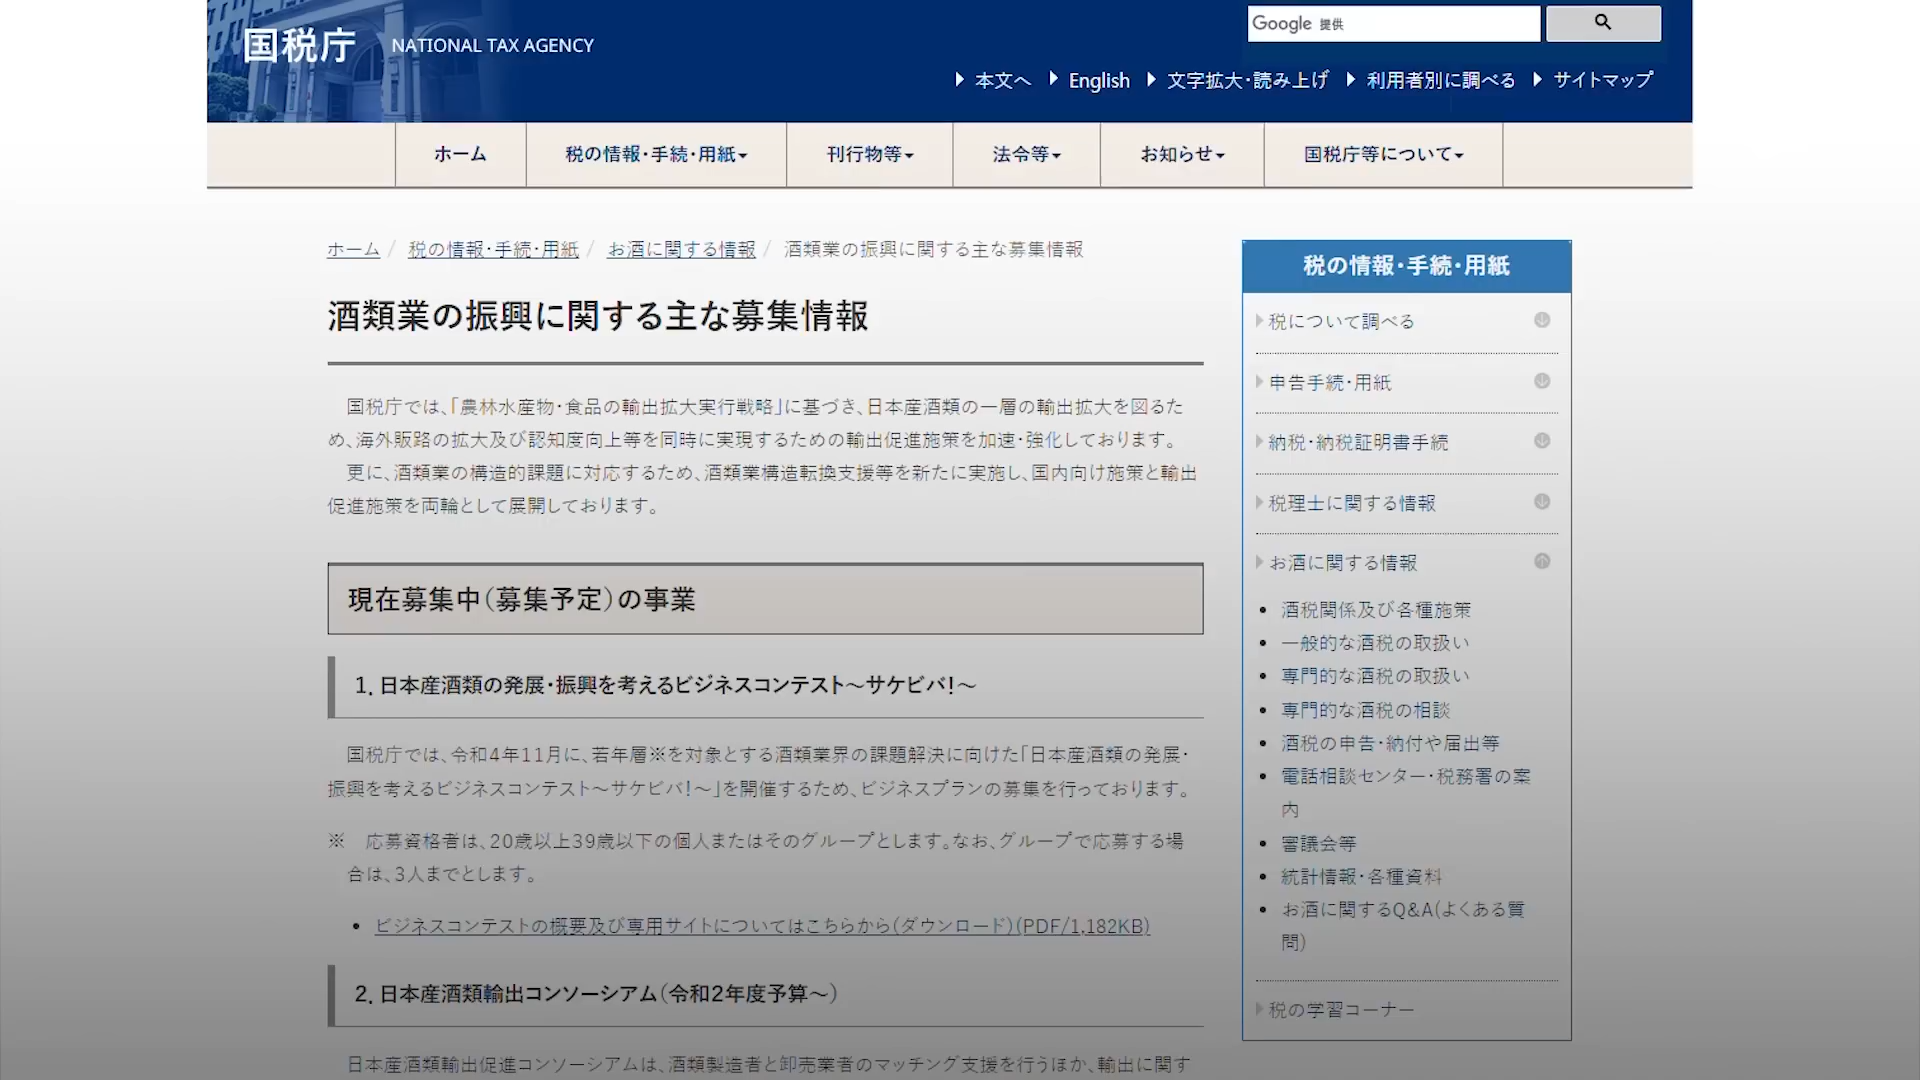 国税庁 NATIONAL TAX AGENCY
Google 提供
本文へ English 文字拡大・読み上げ 利用者別に調べる サイトマップ
ホーム 税の情報・手続・用紙 刊行物等 法令等 お知らせ 国税庁等について
ホーム / 税の情報・手続・用紙 / お酒に関する情報 / 酒類業の振興に関する主な募集情報
酒類業の振興に関する主な募集情報
国税庁では、「農林水産物・食品の輸出拡大実行戦略」に基づき、日本産酒類の一層の輸出拡大を図るた
め、海外販路の拡大及び認知度向上等を同時に実現するための輸出促進施策を加速・強化しております。
更に、酒類業の構造的課題に対応するため、酒類業構造転換支援等を新たに実施し、国内向け施策と輸出
促進施策を両輪として展開しております。
現在募集中（募集予定）の事業
1．日本産酒類の発展・振興を考えるビジネスコンテスト～サケビバ！～
国税庁では、令和4年11月に、若年層※を対象とする酒類業界の課題解決に向けた「日本産酒類の発展・
振興を考えるビジネスコンテスト～サケビバ！～」を開催するため、ビジネスプランの募集を行っております。
※ 応募資格者は、20歳以上39歳以下の個人またはそのグループとします。なお、グループで応募する場
合は、3人までとします。
• ビジネスコンテストの概要及び専用サイトについてはこちらから（ダウンロード）(PDF/1,182KB)
2．日本産酒類輸出コンソーシアム（令和2年度予算～）
日本産酒類輸出促進コンソーシアムは、酒類製造者と卸売業者のマッチング支援を行うほか、輸出に関す
税の情報・手続・用紙
税について調べる
申告手続・用紙
納税・納税証明書手続
税理士に関する情報
お酒に関する情報
• 酒税関係及び各種施策
• 一般的な酒税の取扱い
• 専門的な酒税の取扱い
• 専門的な酒税の相談
• 酒税の申告・納付や届出等
• 電話相談センター・税務署の案
内
• 審議会等
• 統計情報・各種資料
• お酒に関するQ&A(よくある質
問)
税の学習コーナー